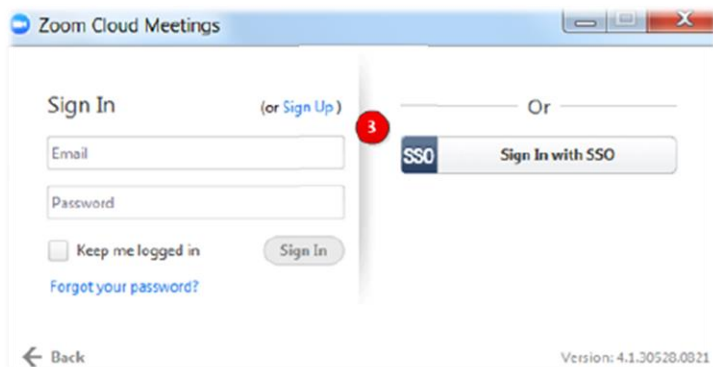 Zoom Cloud Meetings
Sign In (or Sign Up)
Email
Password
Keep me logged in Sign In
Forgot your password?
3
Or
SSO Sign In with SSO
Back
Version: 4.1.30528.0821